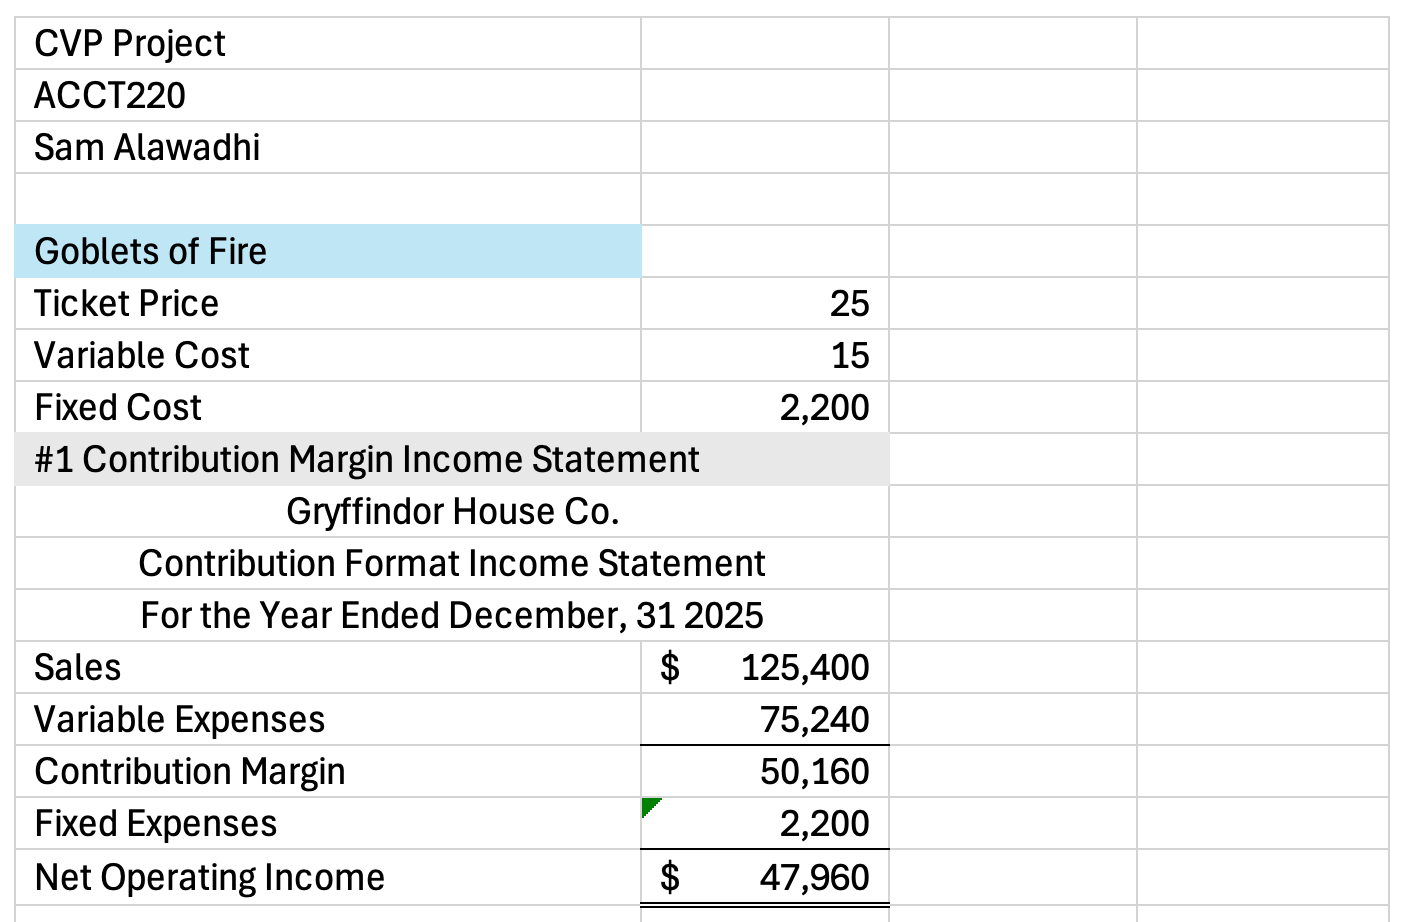 CVP Project
ACCT220
Sam Alawadhi
Goblets of Fire
Ticket Price 25
Variable Cost 15
Fixed Cost 2,200
#1 Contribution Margin Income Statement
Gryffindor House Co.
Contribution Format Income Statement
For the Year Ended December, 31 2025
Sales $ 125,400
Variable Expenses 75,240
Contribution Margin 50,160
Fixed Expenses 2,200
Net Operating Income $ 47,960